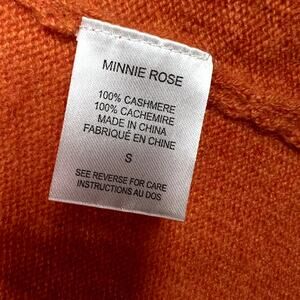 MINNIE ROSE
100% CASHMERE
100% CACHEMIRE
MADE IN CHINA
FABRIQUÉ EN CHINE
S
SEE REVERSE FOR CARE
INSTRUCTIONS AU DOS